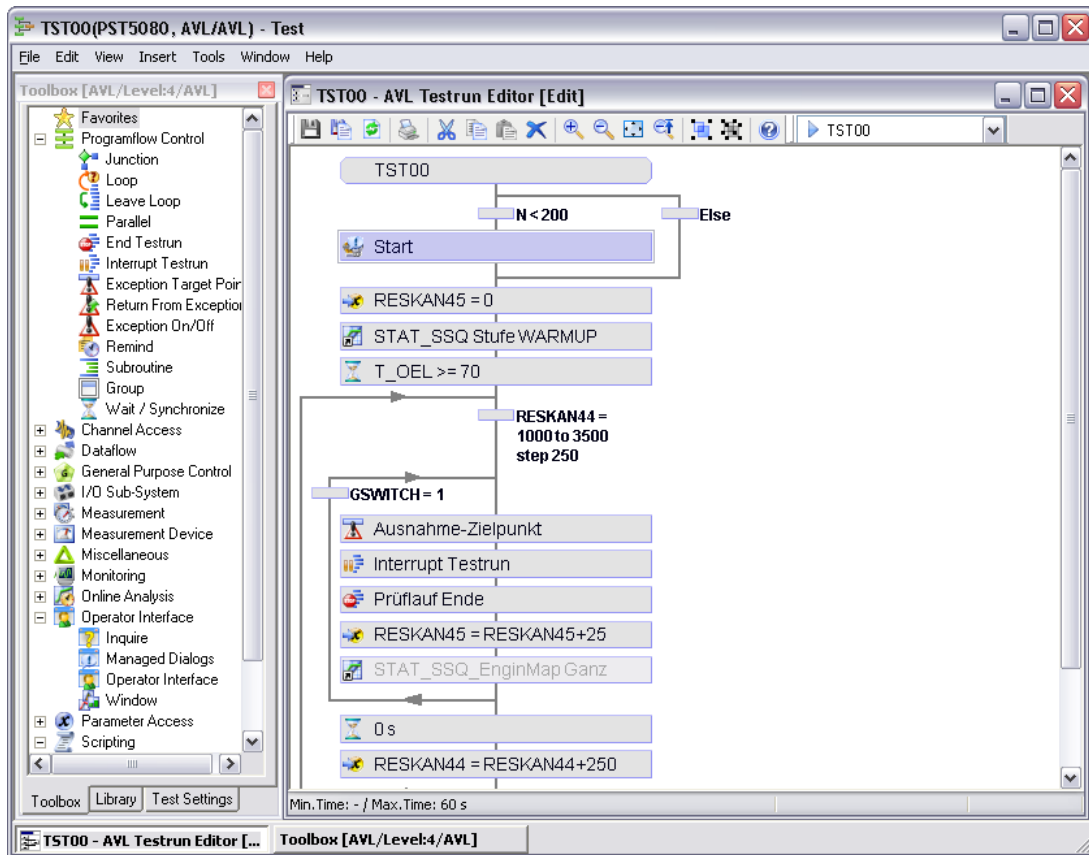 TST00(PST5080, AVL/AVL) - Test
File Edit View Insert Tools Window Help
Toolbox [AVL/Level:4/AVL]
Favorites
Programflow Control
Junction
Loop
Leave Loop
Parallel
End Testrun
Interrupt Testrun
Exception Target Poin
Return From Exception
Exception On/Off
Remind
Subroutine
Group
Wait / Synchronize
Channel Access
Dataflow
General Purpose Control
I/O Sub-System
Measurement
Measurement Device
Miscellaneous
Monitoring
Online Analysis
Operator Interface
Inquire
Managed Dialogs
Operator Interface
Window
Parameter Access
Scripting
Toolbox Library Test Settings
TST00 - AVL Testrun Editor [Edit]
TST00
TST00
N < 200
Else
Start
RESKAN45 = 0
STAT_SSQ Stufe WARMUP
T_OEL >= 70
RESKAN44 =
1000 to 3500
step 250
GSWITCH = 1
Ausnahme-Zielpunkt
Interrupt Testrun
Prüflauf Ende
RESKAN45 = RESKAN45+25
STAT_SSQ_EnginMap Ganz
0 s
RESKAN44 = RESKAN44+250
Min.Time: - / Max.Time: 60 s
TST00 - AVL Testrun Editor [... Toolbox [AVL/Level:4/AVL]